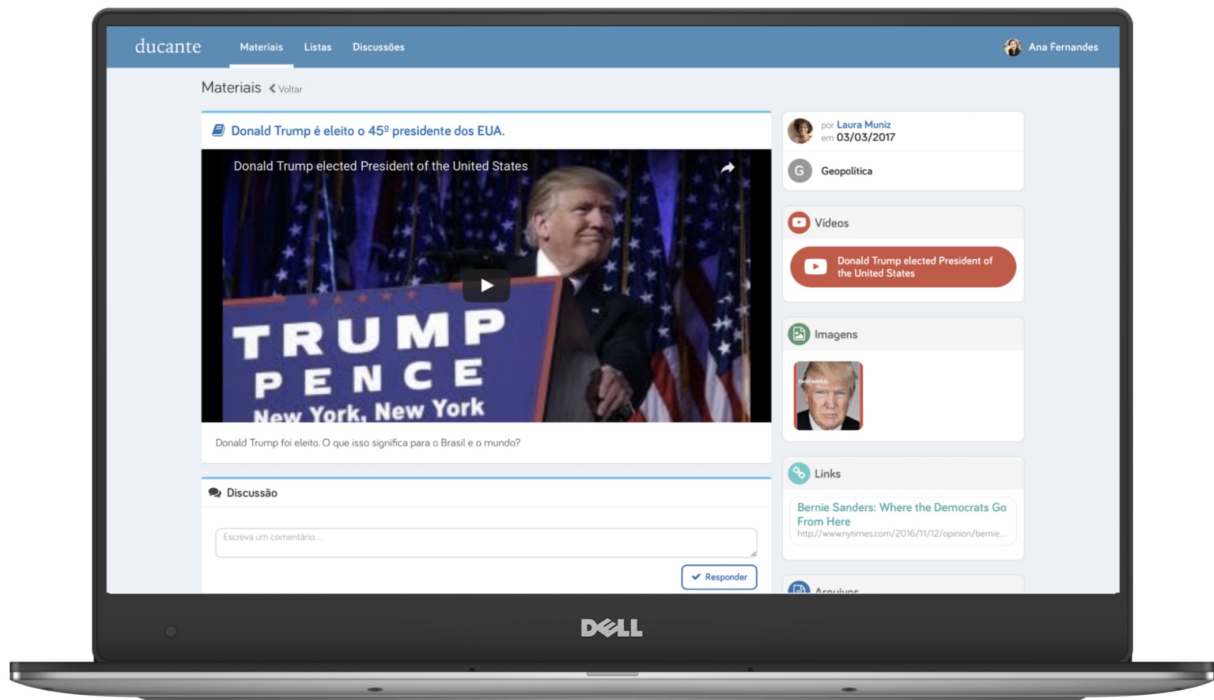 ducante
Materiais Listas Discussões
Ana Fernandes
Materiais Voltar
Donald Trump é eleito o 45º presidente dos EUA.
Donald Trump elected President of the United States
TRUMP
PENCE
New York, New York
Donald Trump foi eleito. O que isso significa para o Brasil e o mundo?
Discussão
Escreva um comentário...
Responder
por Laura Muniz
em 03/03/2017
G Geopolítica
Vídeos
Donald Trump elected President of
the United States
Imagens
Links
Bernie Sanders: Where the Democrats Go
From Here
http://www.nytimes.com/2016/11/12/opinion/bernie...
Arquivos
DELL